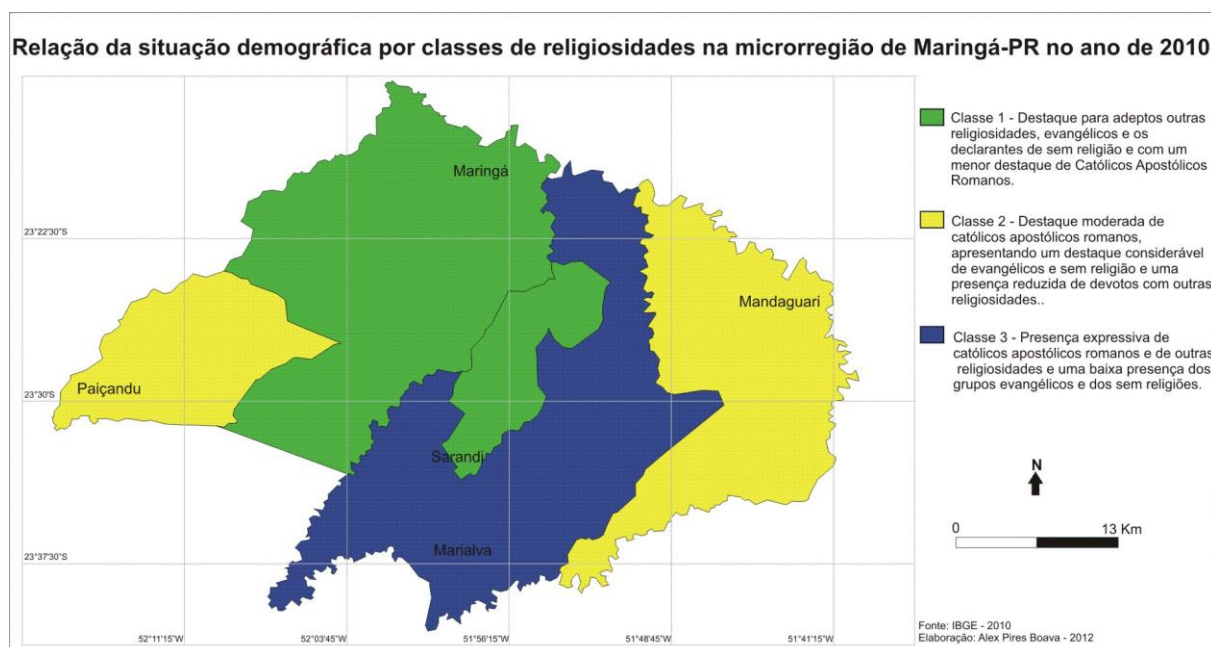 Relação da situação demográfica por classes de religiosidades na microrregião de Maringá-PR no ano de 2010
Classe 1 - Destaque para adeptos outras
religiosidades, evangélicos e os
declarantes de sem religião e com um
menor destaque de Católicos Apostólicos
Romanos.
Classe 2 - Destaque moderada de
católicos apostólicos romanos,
apresentando um destaque considerável
de evangélicos e sem religião e uma
presença reduzida de devotos com outras
religiosidades..
Classe 3 - Presença expressiva de
católicos apostólicos romanos e de outras
religiosidades e uma baixa presença dos
grupos evangélicos e dos sem religiões.
Maringá
23°22'30"S
Mandaguari
Paiçandu
23°30'S
Sarandi
Marialva
23°37'30"S
N
0 13 Km
52°11'15"W 52°03'45"W 51°56'15"W 51°48'45"W 51°41'15"W
Fonte: IBGE - 2010
Elaboração: Alex Pires Boava - 2012